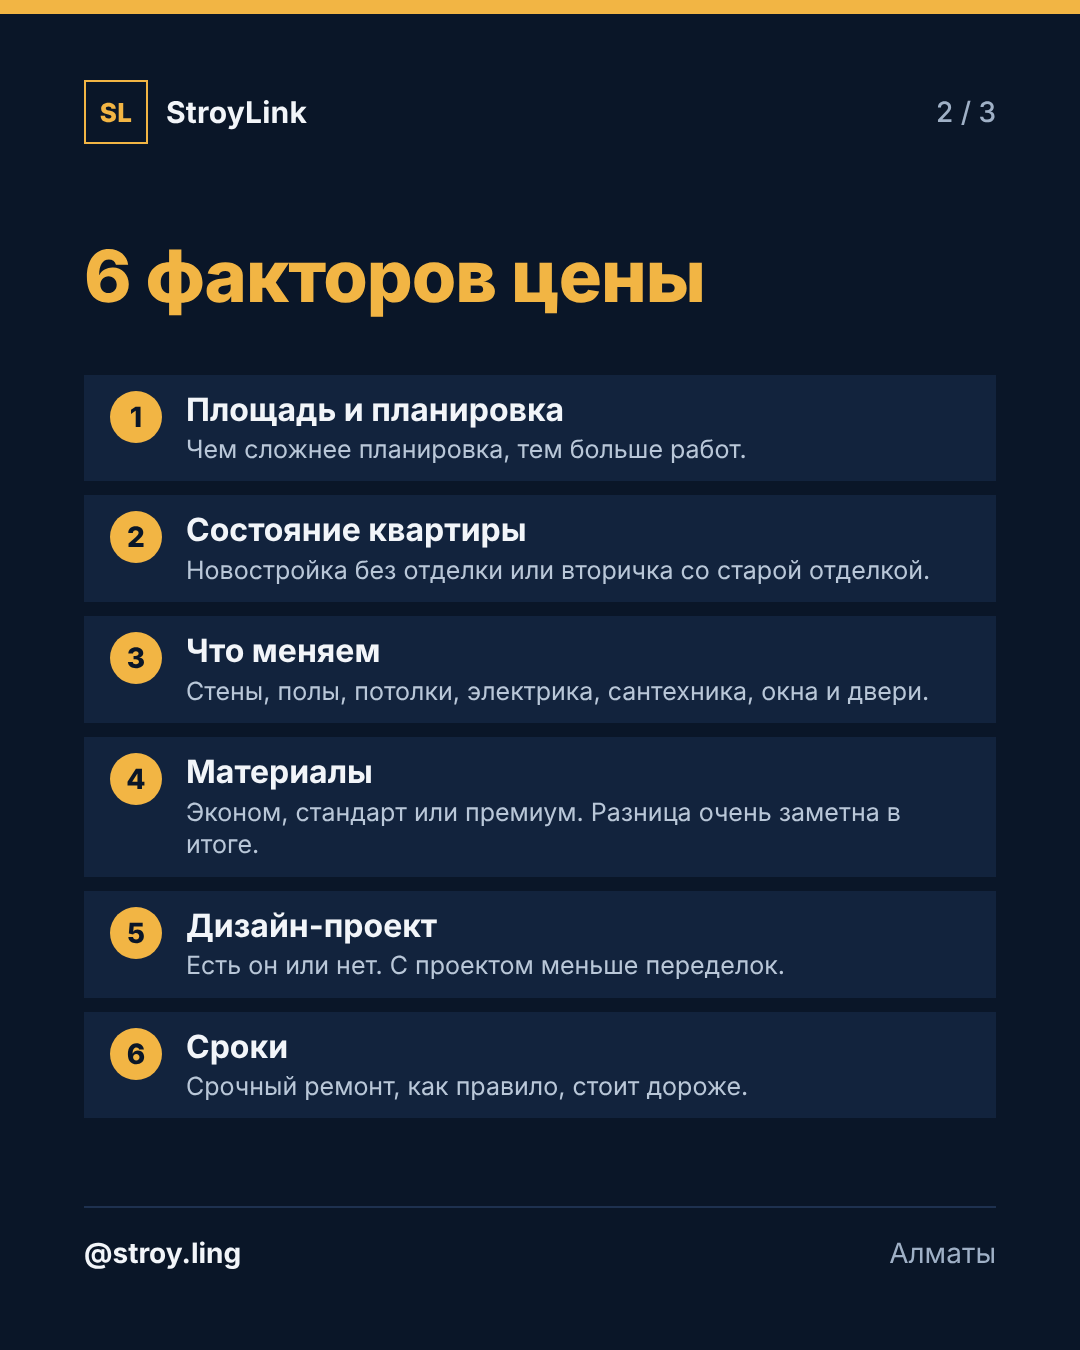 SL
StroyLink
2 / 3
6 факторов цены
1
Площадь и планировка
Чем сложнее планировка, тем больше работ.
2
Состояние квартиры
Новостройка без отделки или вторичка со старой отделкой.
3
Что меняем
Стены, полы, потолки, электрика, сантехника, окна и двери.
4
Материалы
Эконом, стандарт или премиум. Разница очень заметна в
итоге.
5
Дизайн-проект
Есть он или нет. С проектом меньше переделок.
6
Сроки
Срочный ремонт, как правило, стоит дороже.
@stroy.ling
Алматы